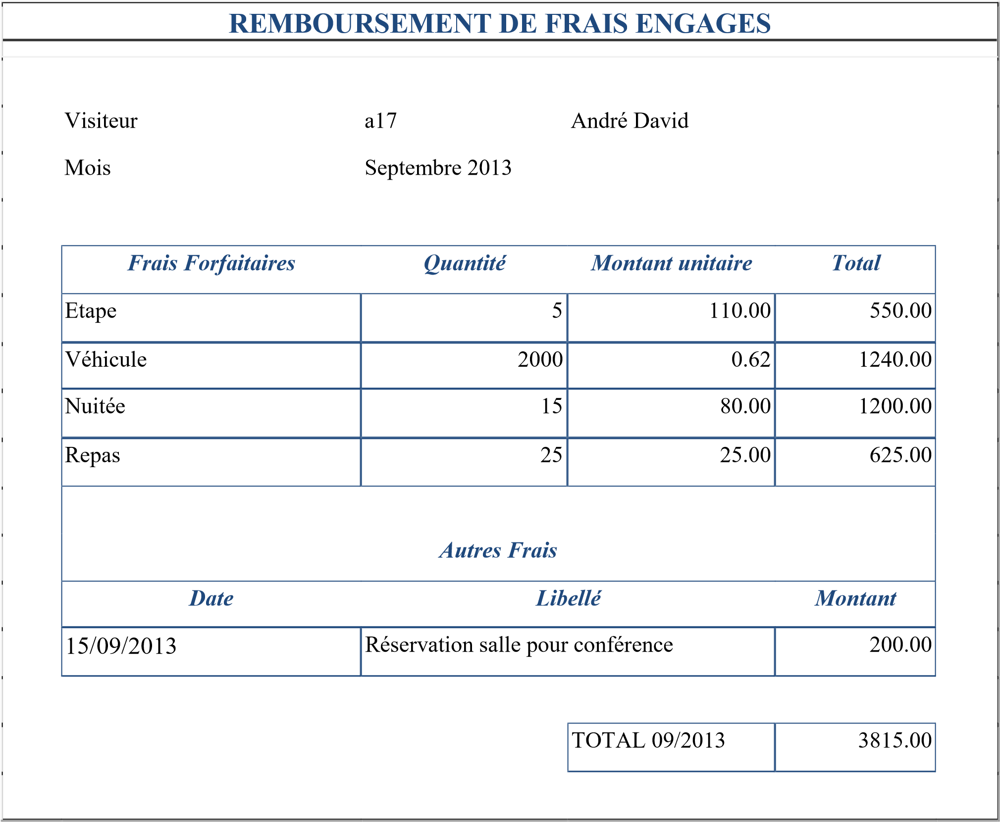 REMBOURSEMENT DE FRAIS ENGAGES
Visiteur a17 André David
Mois Septembre 2013
Frais Forfaitaires Quantité Montant unitaire Total
Etape 5 110.00 550.00
Véhicule 2000 0.62 1240.00
Nuitée 15 80.00 1200.00
Repas 25 25.00 625.00
Autres Frais
Date Libellé Montant
15/09/2013 Réservation salle pour conférence 200.00
TOTAL 09/2013 3815.00